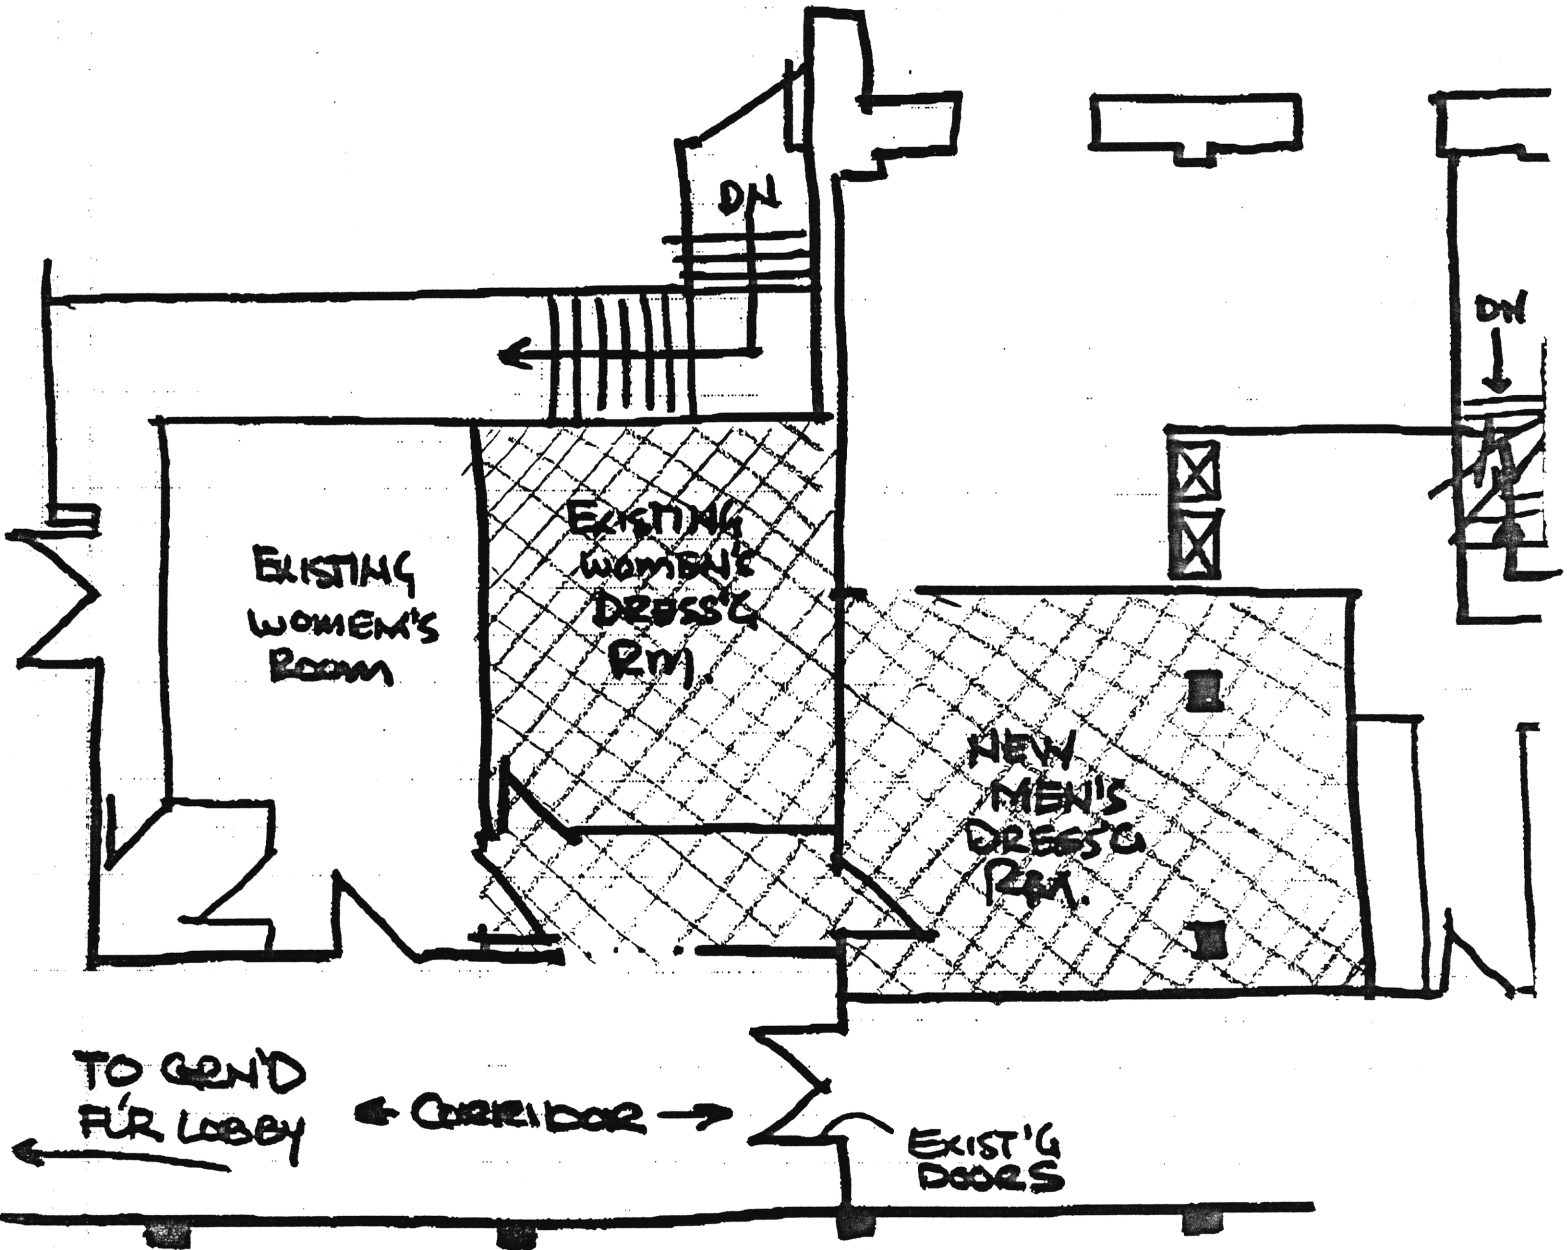 DN
DN
EXISTING
WOMEN'S
ROOM
EXISTING
WOMEN'S
DRESS'G
RM.
NEW
MEN'S
DRESS'G
RM.
TO GRN'D
FL'R LOBBY
CORRIDOR
EXIST'G
DOORS